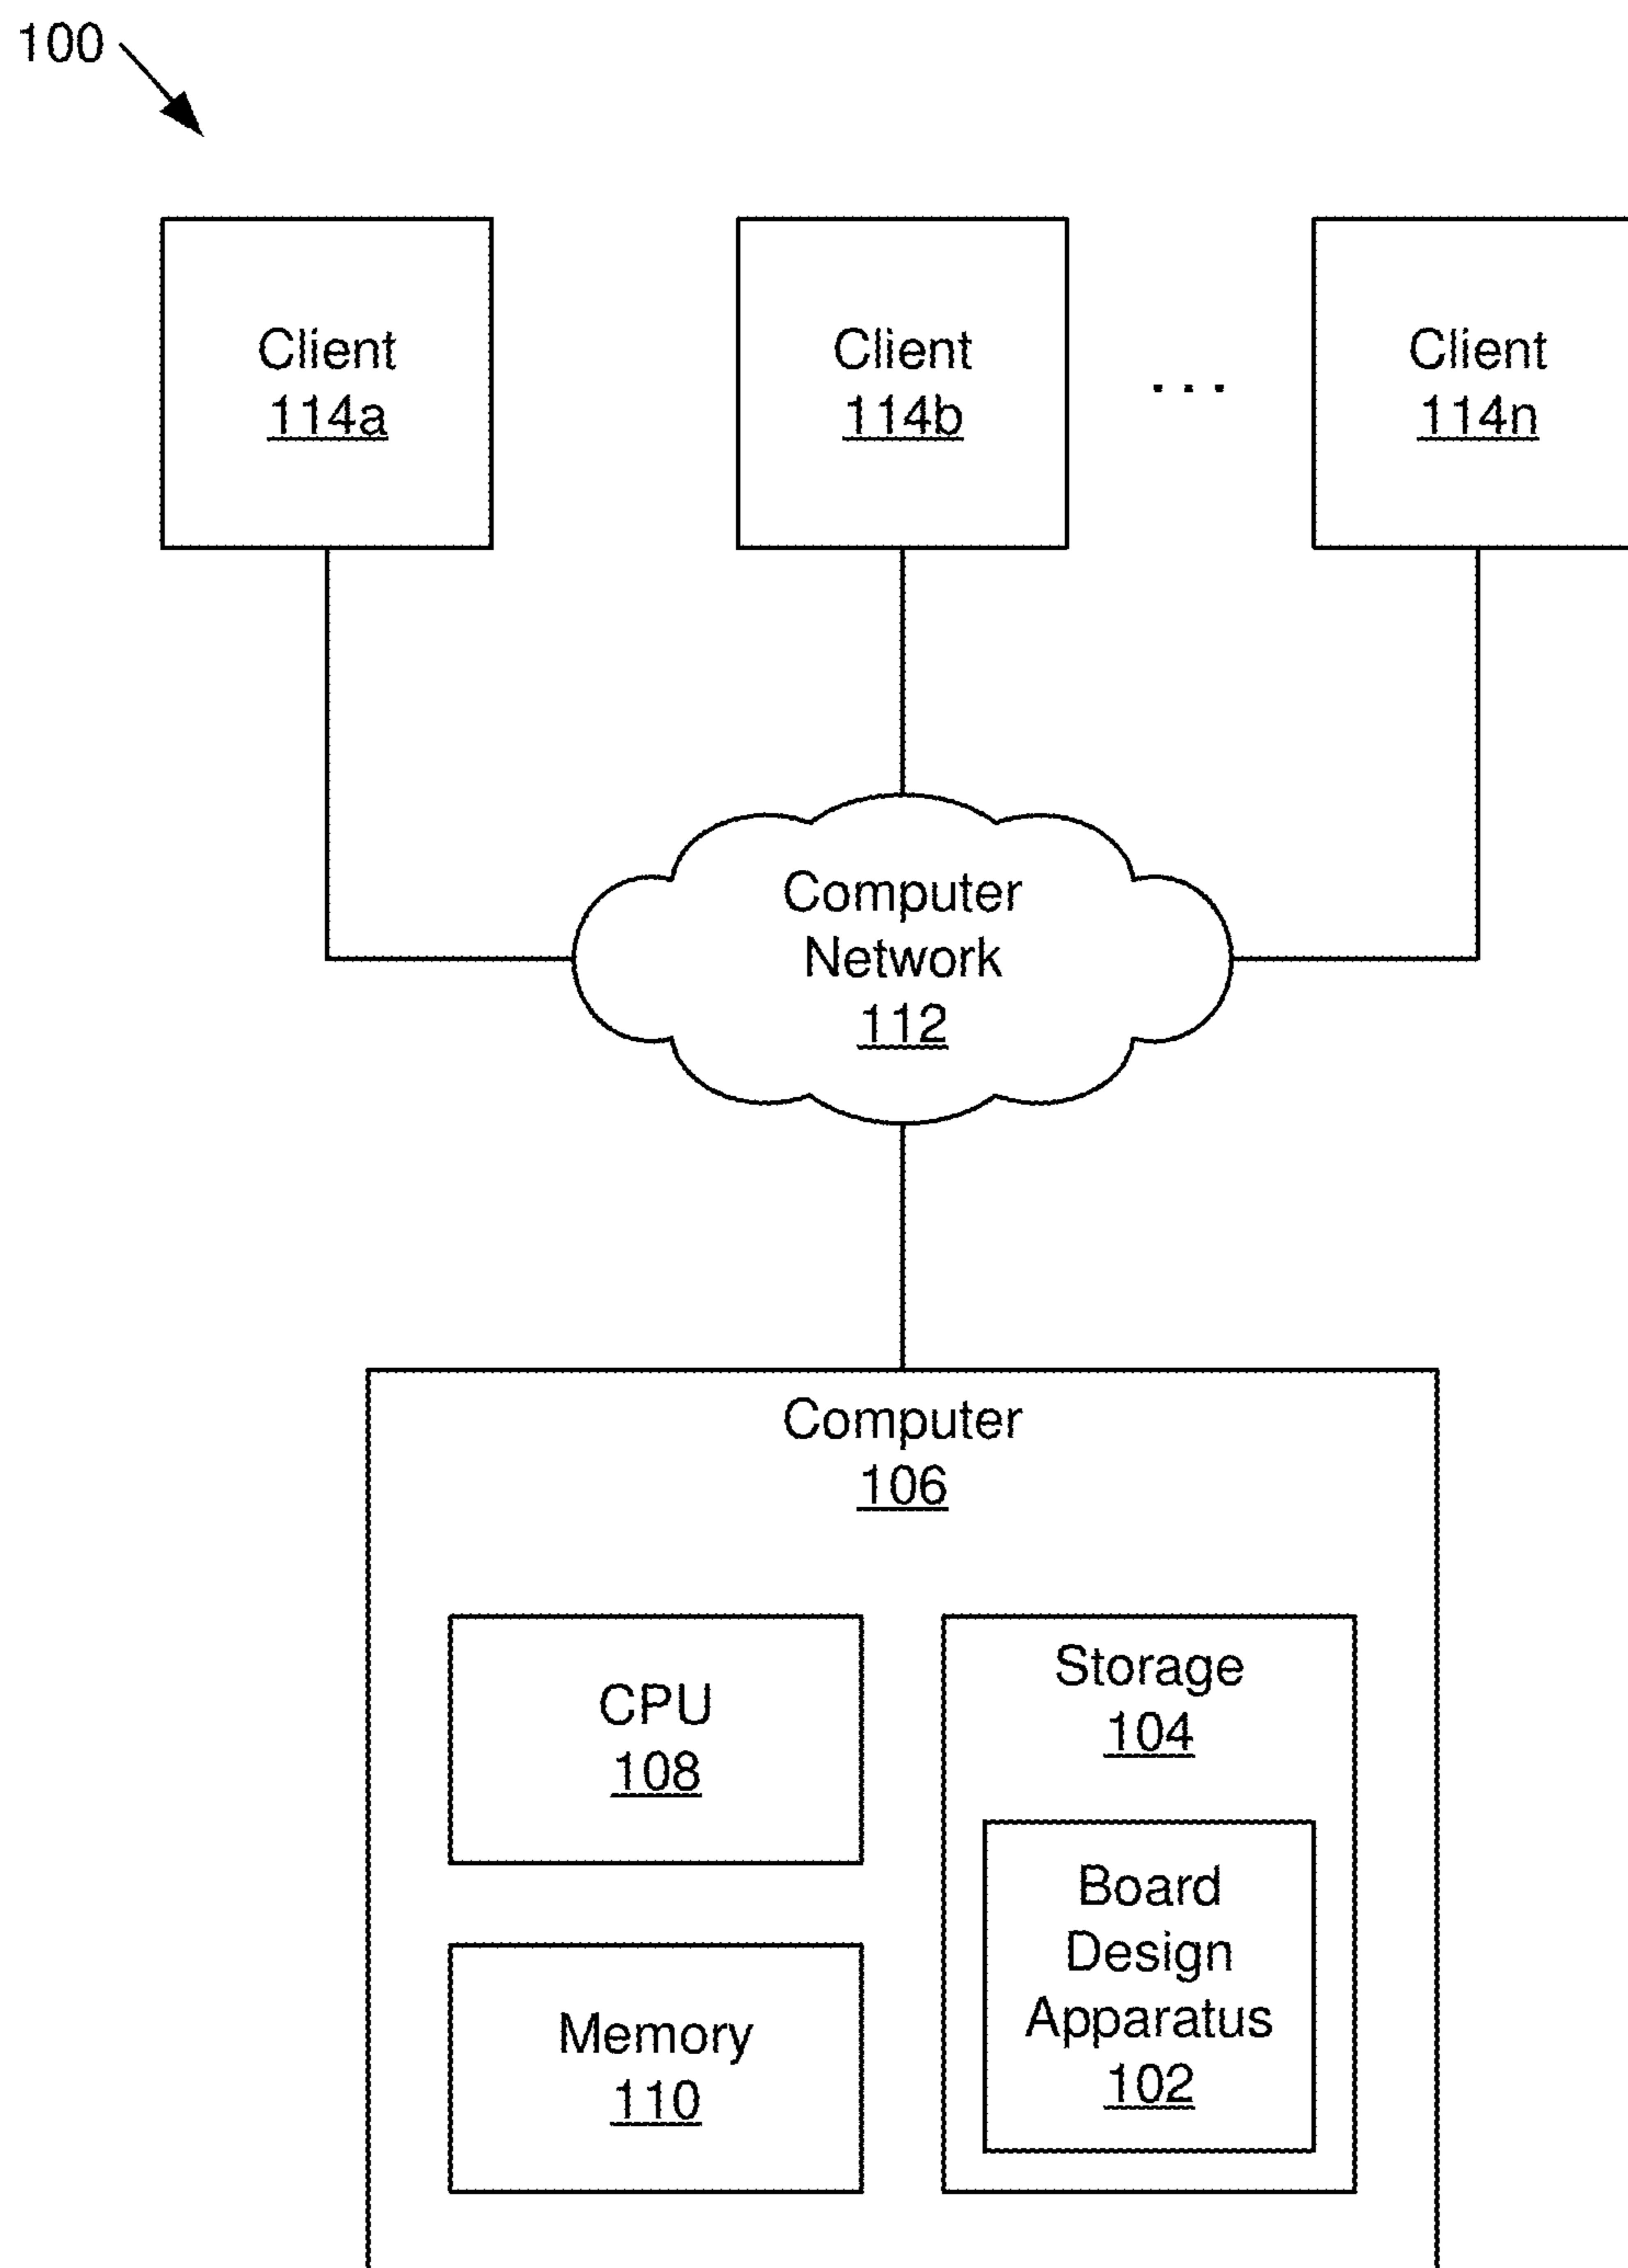 100
Client
114a
Client
114b
...
Client
114n
Computer
Network
112
Computer
106
CPU
108
Memory
110
Storage
104
Board
Design
Apparatus
102